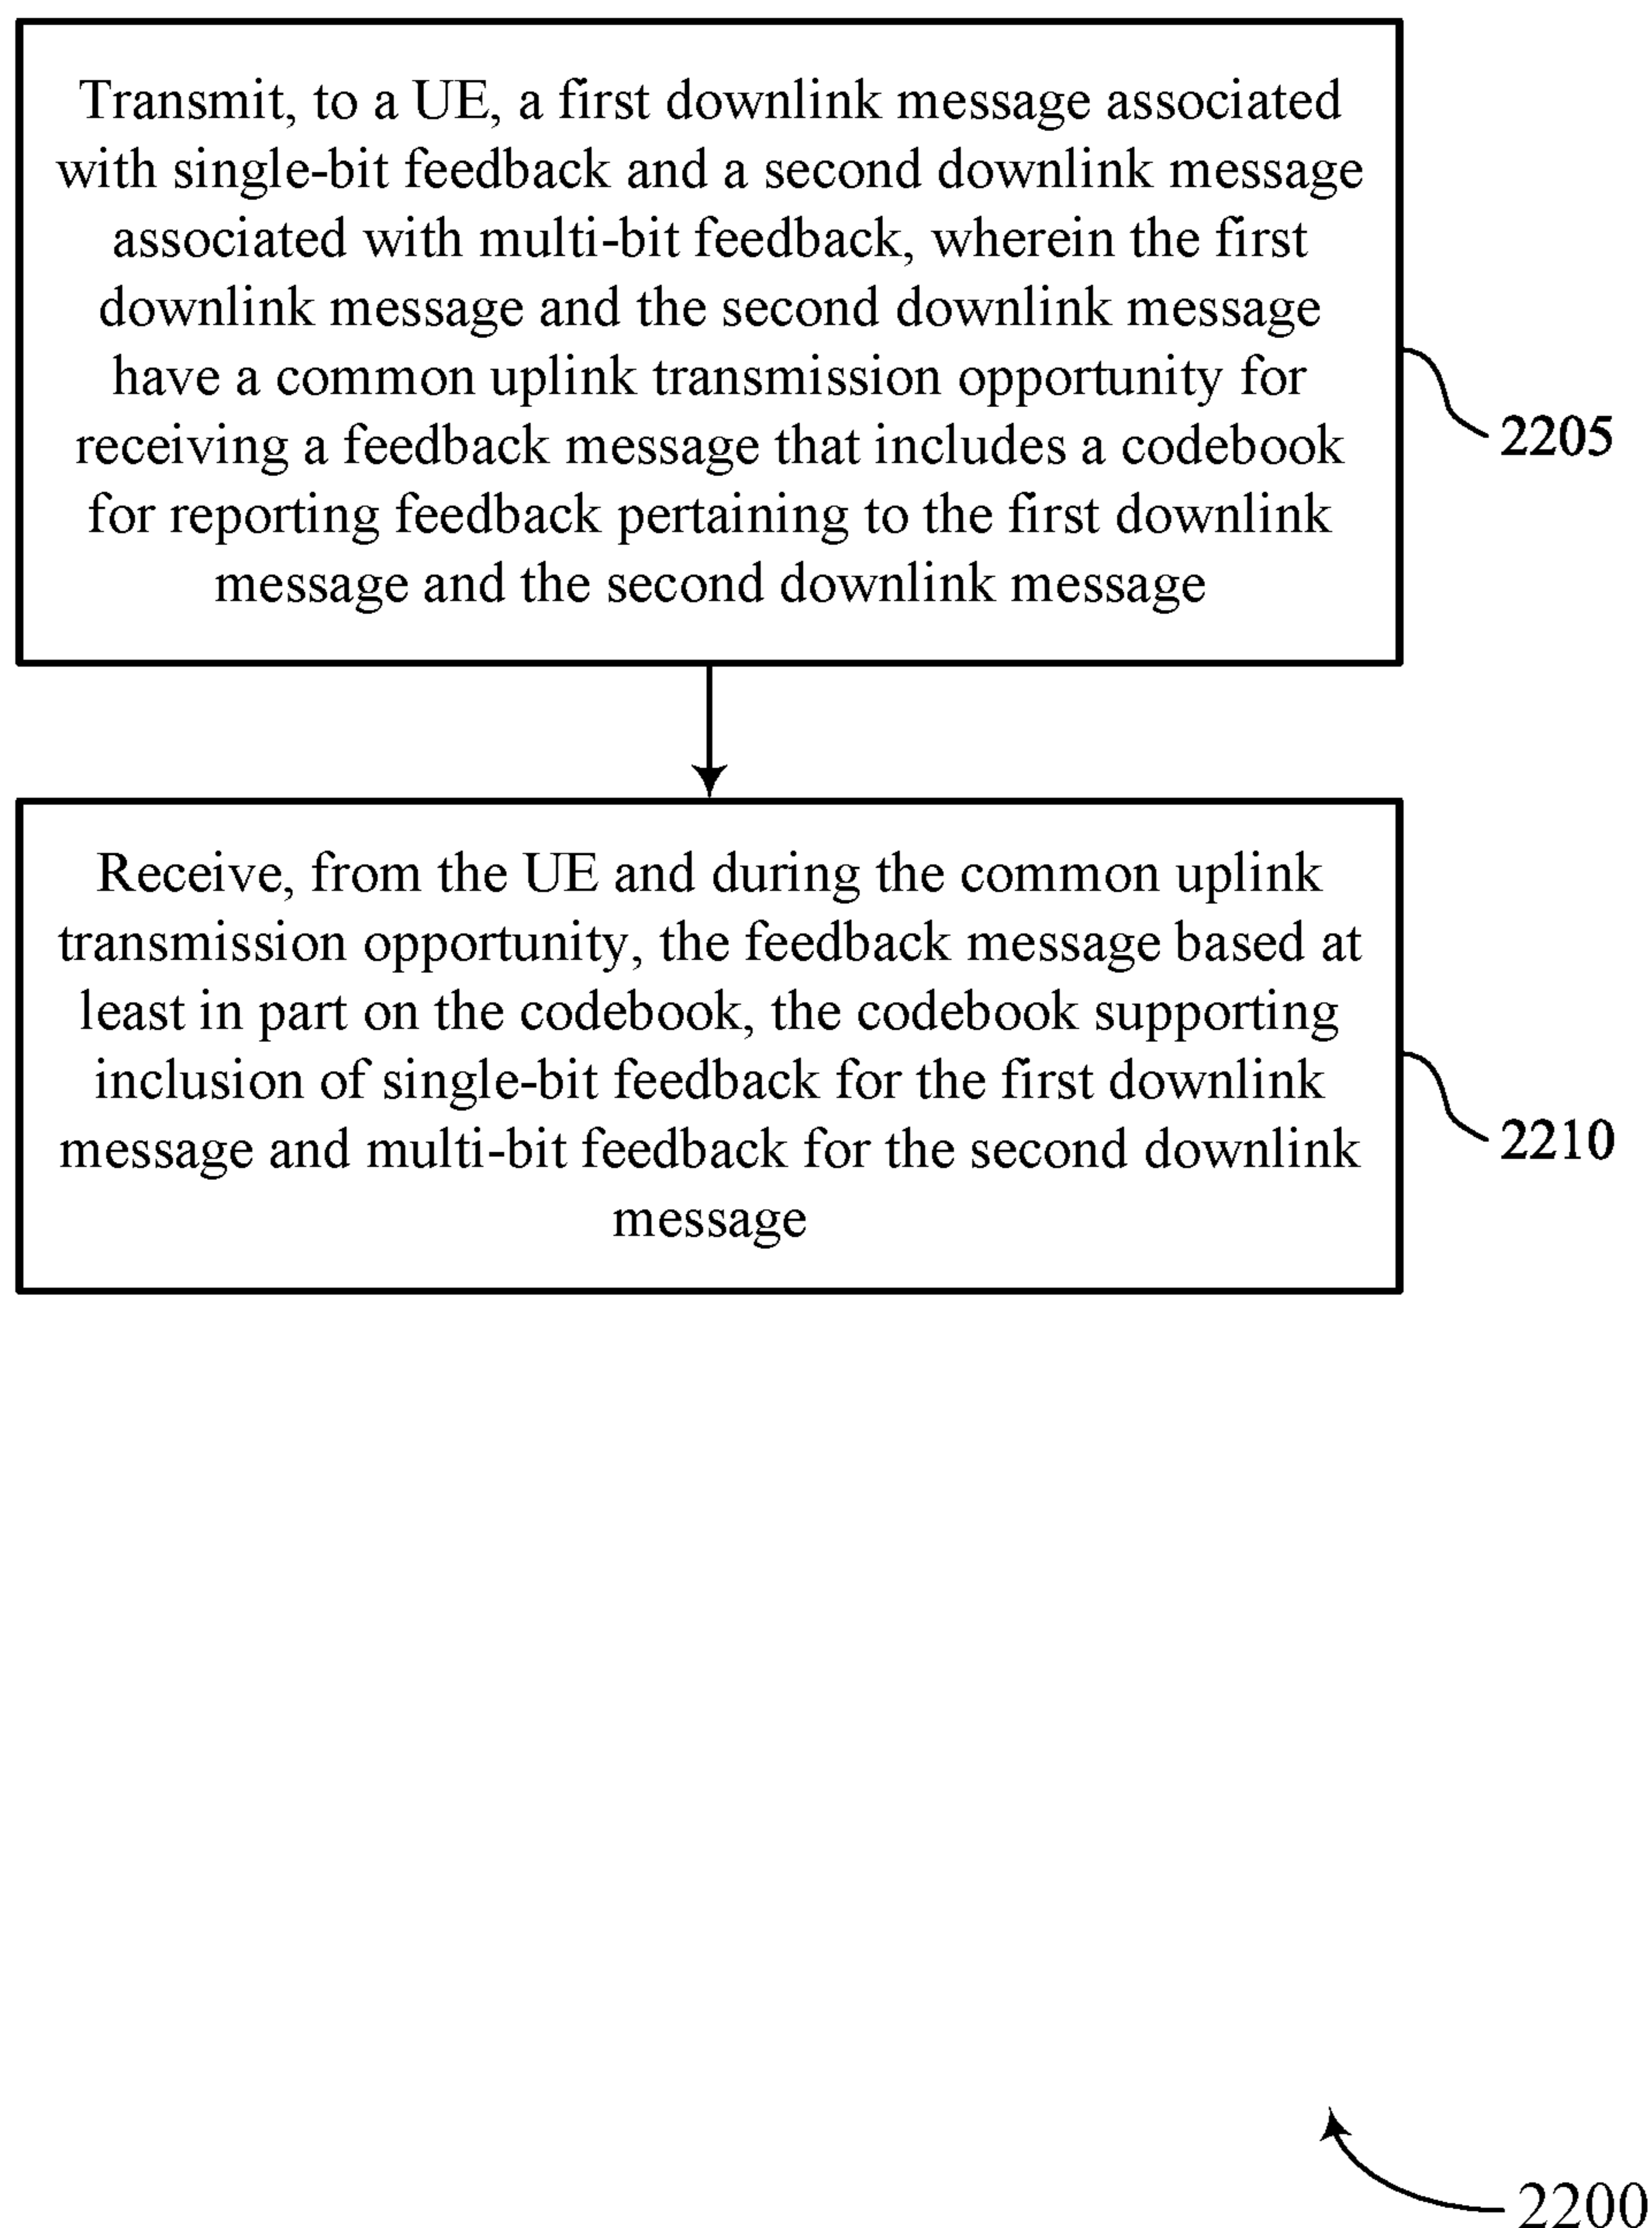 Transmit, to a UE, a first downlink message associated
with single-bit feedback and a second downlink message
associated with multi-bit feedback, wherein the first
downlink message and the second downlink message
have a common uplink transmission opportunity for
receiving a feedback message that includes a codebook
for reporting feedback pertaining to the first downlink
message and the second downlink message
2205
Receive, from the UE and during the common uplink
transmission opportunity, the feedback message based at
least in part on the codebook, the codebook supporting
inclusion of single-bit feedback for the first downlink
message and multi-bit feedback for the second downlink
message
2210
2200